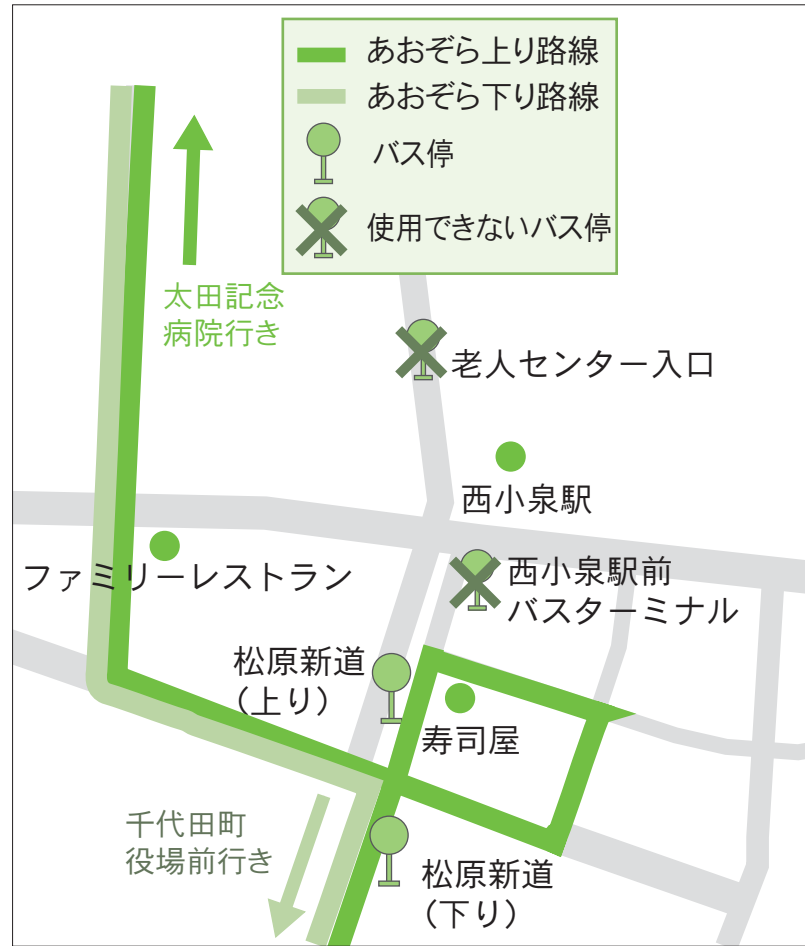 あおぞら上り路線
あおぞら下り路線
バス停
使用できないバス停
太田記念
病院行き
老人センター入口
西小泉駅
ファミリーレストラン
西小泉駅前
バスターミナル
松原新道
(上り)
寿司屋
千代田町
役場前行き
松原新道
(下り)